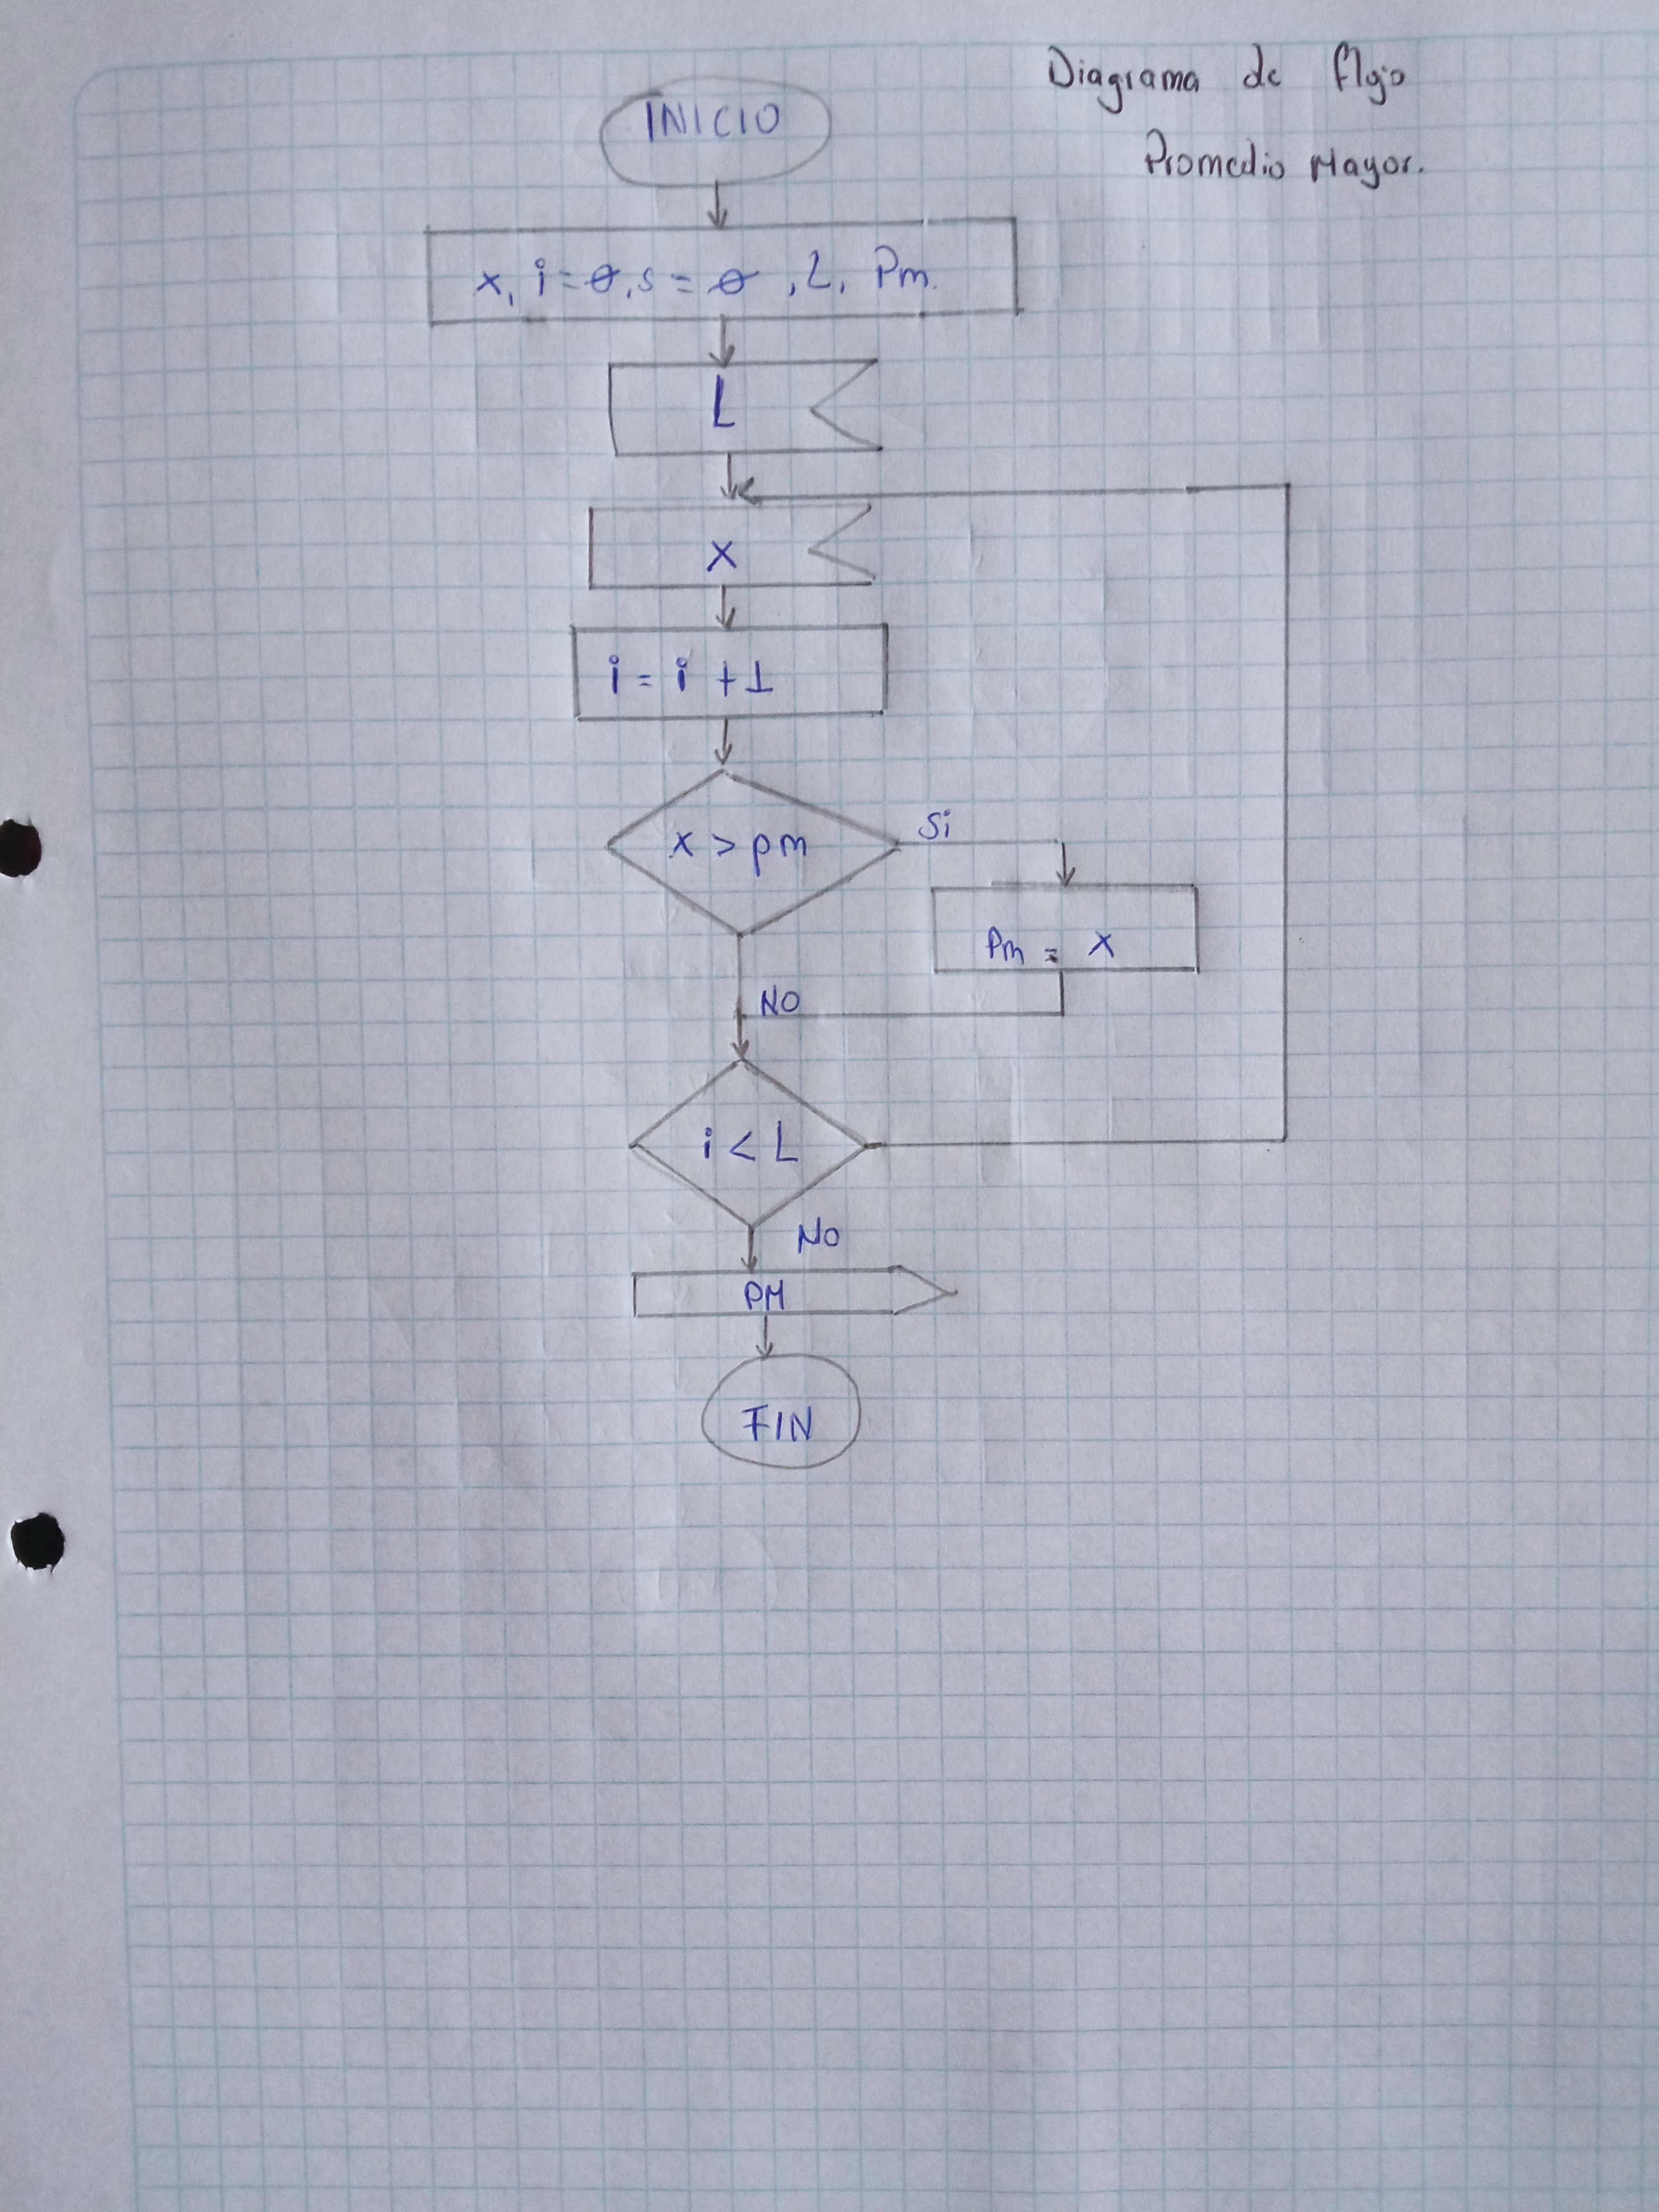 Diagrama de flujo
Promedio Mayor.
INICIO
x, i=0, s=0, L, Pm.
L
x
i = i + 1
x > pm
Si
Pm = x
NO
i < L
No
PM
FIN